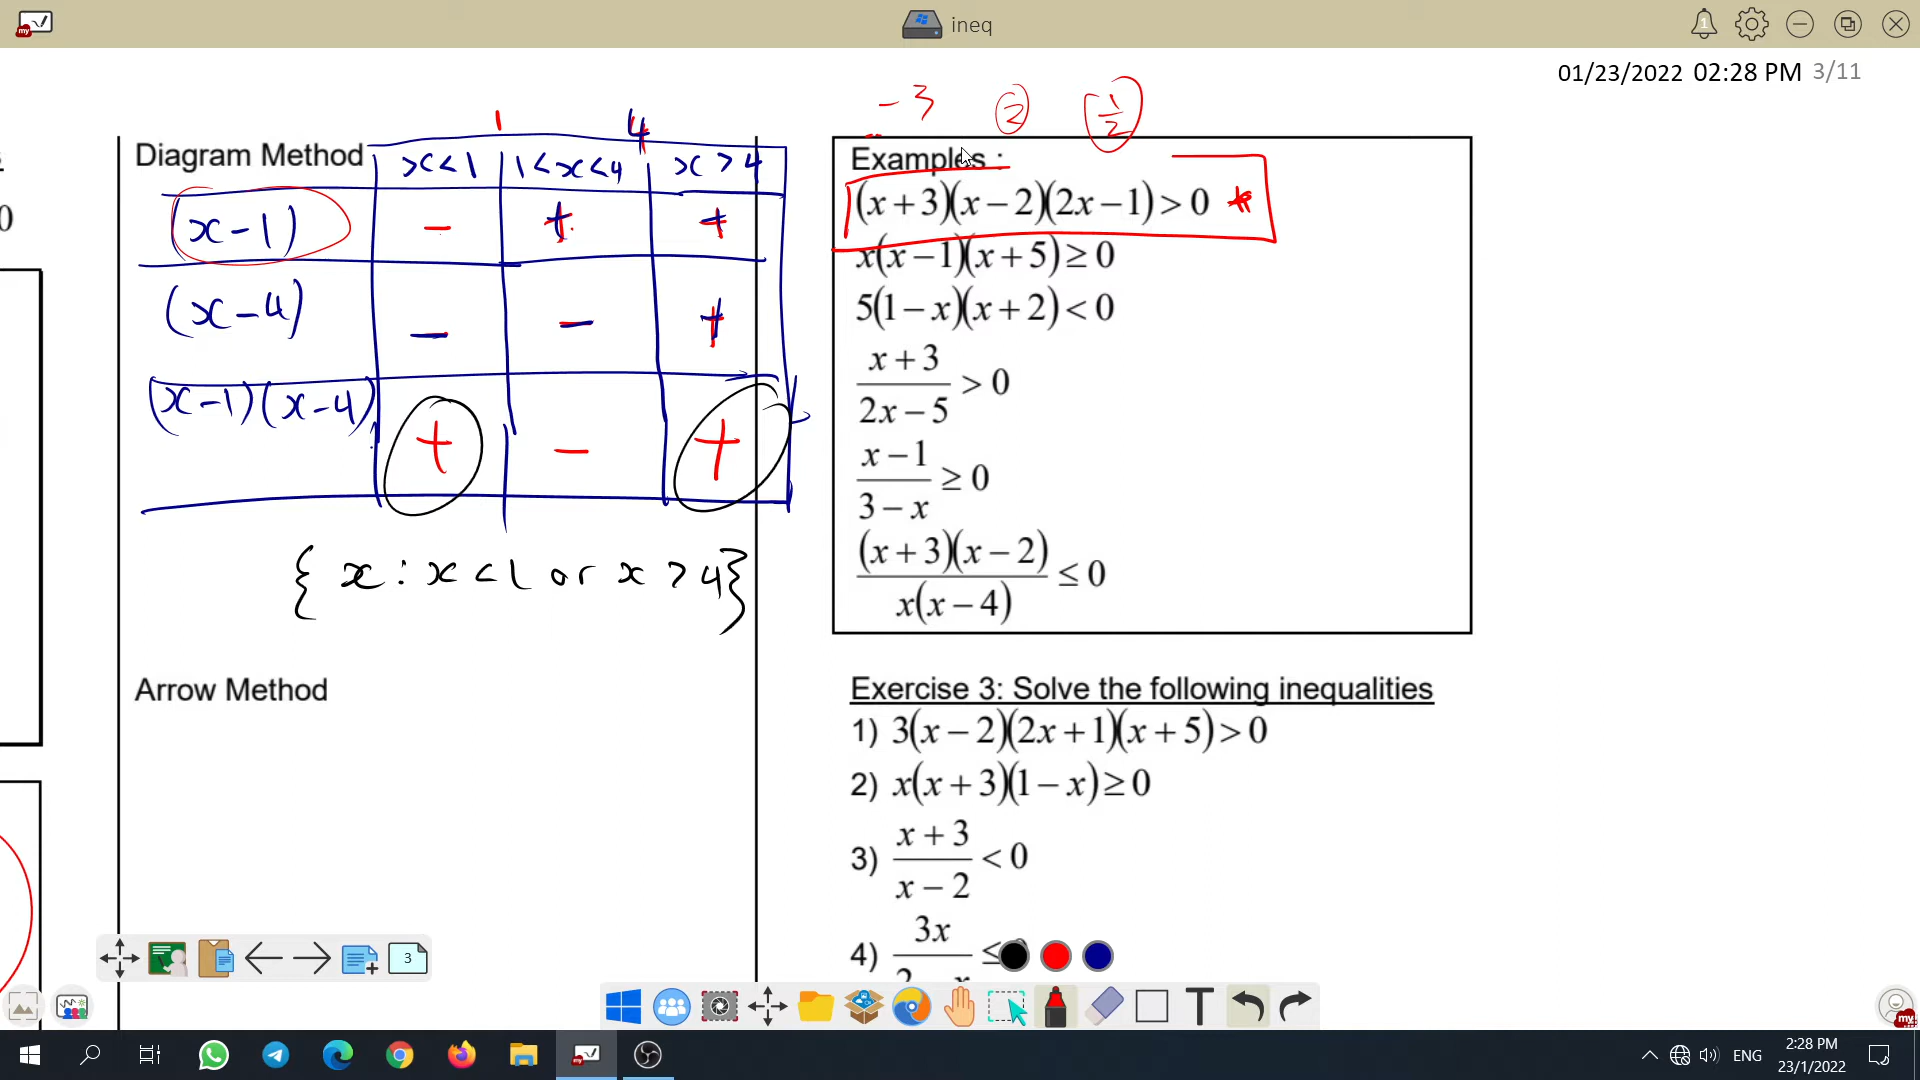 ineq
1
01/23/2022 02:28 PM 3/11
0
Diagram Method
1 4
x<1 1<x<4 x>4
(x-1) - + +
(x-4) - - +
(x-1)(x-4) + - +
{ x : x<1 or x>4}
Arrow Method
-3 2 1/2
Examples :
(x+3)(x−2)(2x−1)>0 *
x(x−1)(x+5)≥0
5(1−x)(x+2)<0
x+3
2x−5 >0
x−1
3−x ≥0
(x+3)(x−2)
x(x−4) ≤0
Exercise 3: Solve the following inequalities
1) 3(x−2)(2x+1)(x+5)>0
2) x(x+3)(1−x)≥0
3) x+3
x−2 <0
4) 3x
≤
3
T
my
my
ENG
2:28 PM
23/1/2022